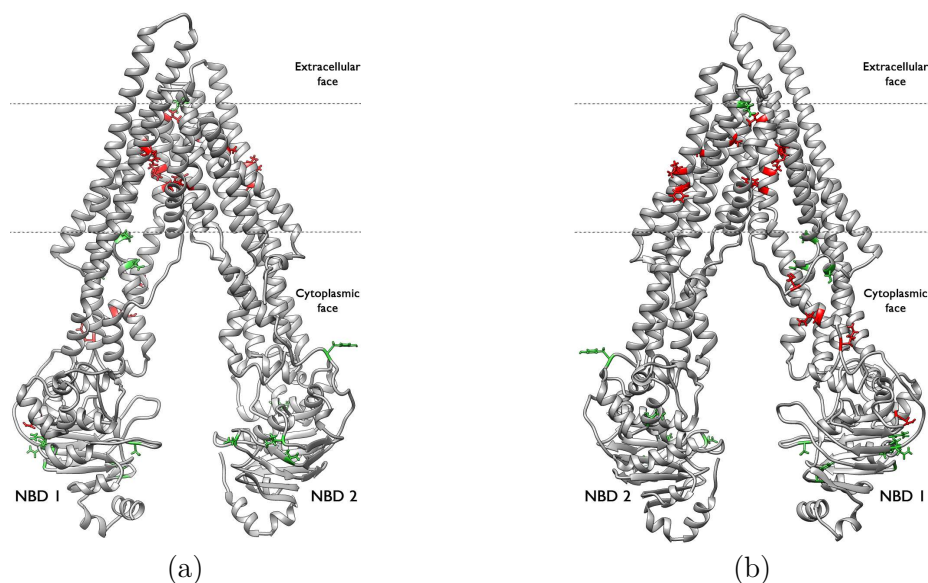 Extracellular
face
Cytoplasmic
face
NBD 1
NBD 2
(a)
Extracellular
face
Cytoplasmic
face
NBD 2
NBD 1
(b)